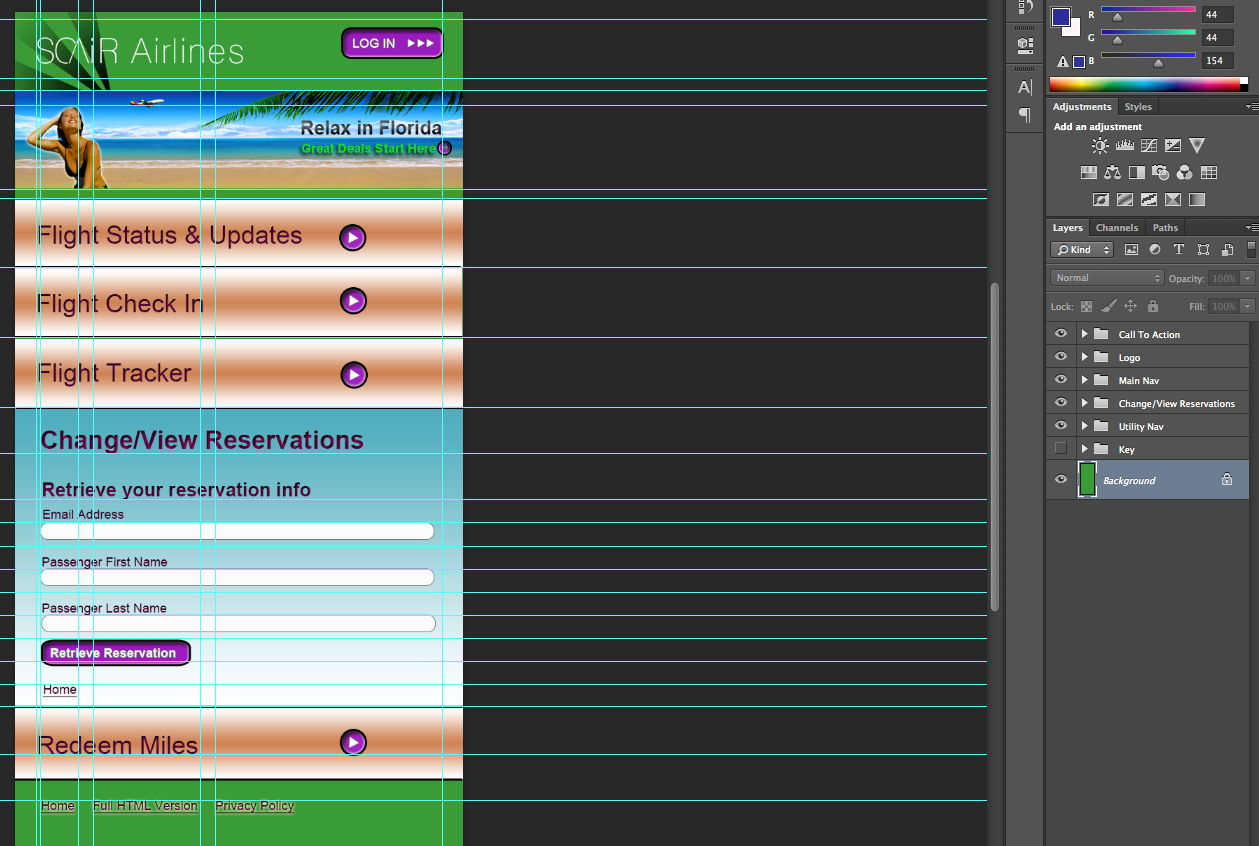 SOAiR Airlines
LOG IN
Relax in Florida
Great Deals Start Here
Flight Status & Updates
Flight Check In
Flight Tracker
Change/View Reservations
Retrieve your reservation info
Email Address
Passenger First Name
Passenger Last Name
Retrieve Reservation
Home
Redeem Miles
Home Full HTML Version Privacy Policy
R 44
G 44
B 154
A
Adjustments Styles
Add an adjustment
Layers Channels Paths
Kind T
Normal Opacity: 100%
Lock: Fill: 100%
Call To Action
Logo
Main Nav
Change/View Reservations
Utility Nav
Key
Background